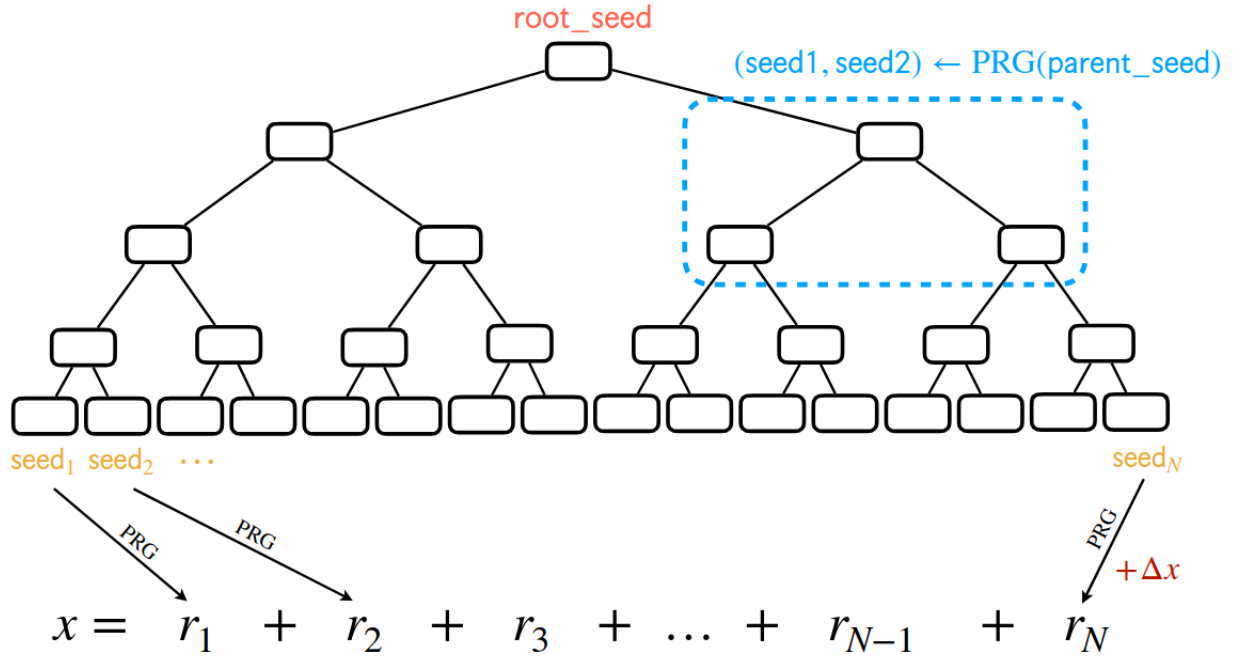 root_seed
(seed1, seed2) ← PRG(parent_seed)
seed₁ seed₂ ⋯ seed_N
PRG PRG PRG
+Δx
x = r₁ + r₂ + r₃ + … + r_{N−1} + r_N